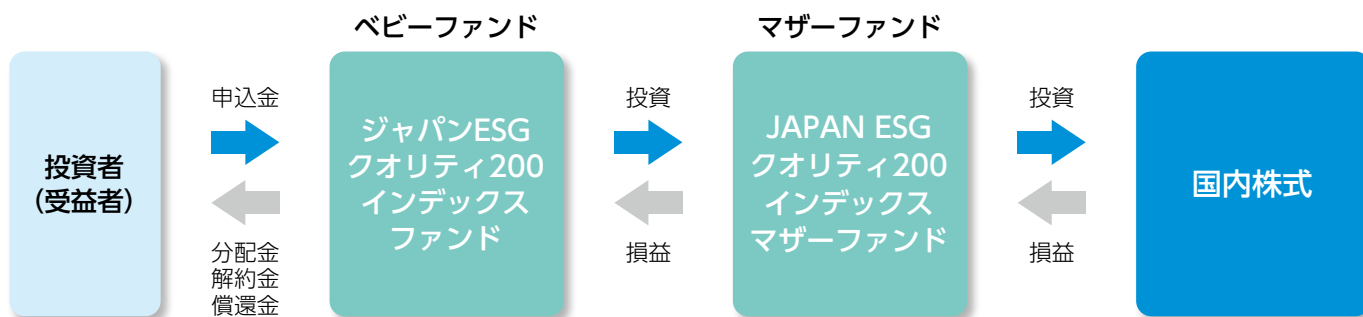 ベビーファンド
マザーファンド
投資者
（受益者）
申込金
分配金
解約金
償還金
ジャパンESG
クオリティ200
インデックス
ファンド
投資
損益
JAPAN ESG
クオリティ200
インデックス
マザーファンド
投資
損益
国内株式